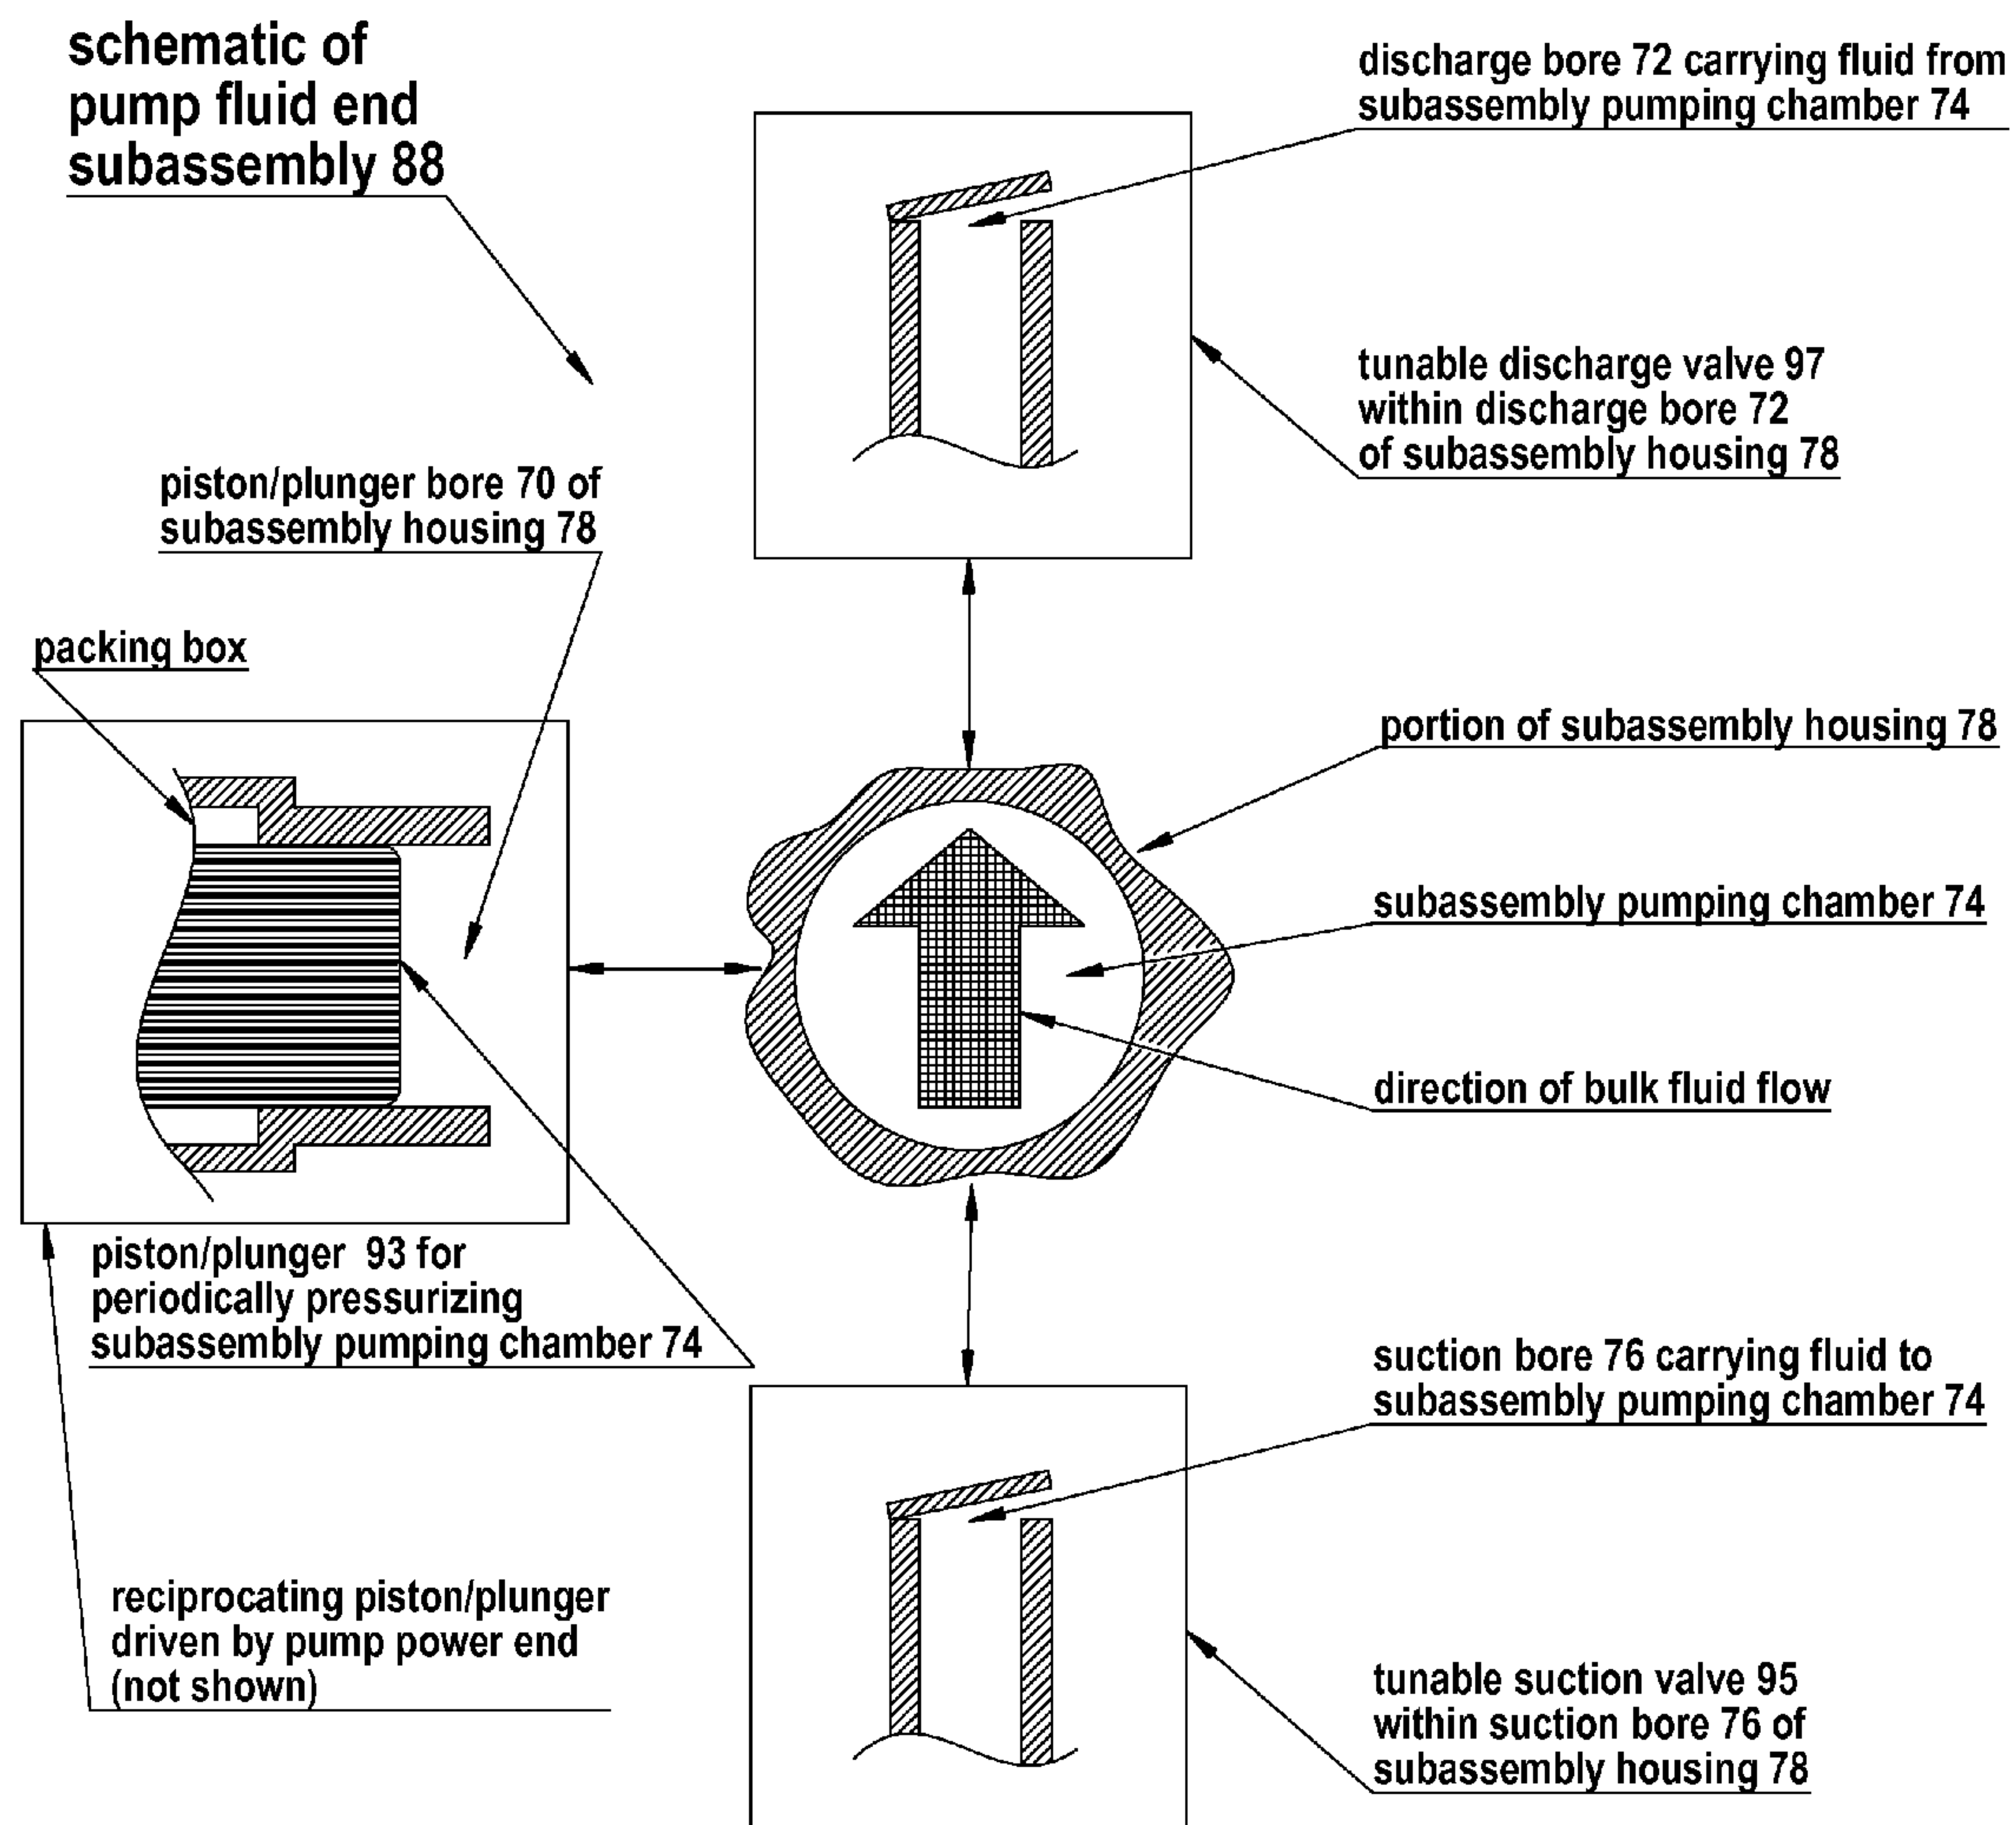 schematic of
pump fluid end
subassembly 88
discharge bore 72 carrying fluid from
subassembly pumping chamber 74
tunable discharge valve 97
within discharge bore 72
of subassembly housing 78
piston/plunger bore 70 of
subassembly housing 78
packing box
portion of subassembly housing 78
subassembly pumping chamber 74
direction of bulk fluid flow
piston/plunger 93 for
periodically pressurizing
subassembly pumping chamber 74
suction bore 76 carrying fluid to
subassembly pumping chamber 74
reciprocating piston/plunger
driven by pump power end
(not shown)
tunable suction valve 95
within suction bore 76 of
subassembly housing 78